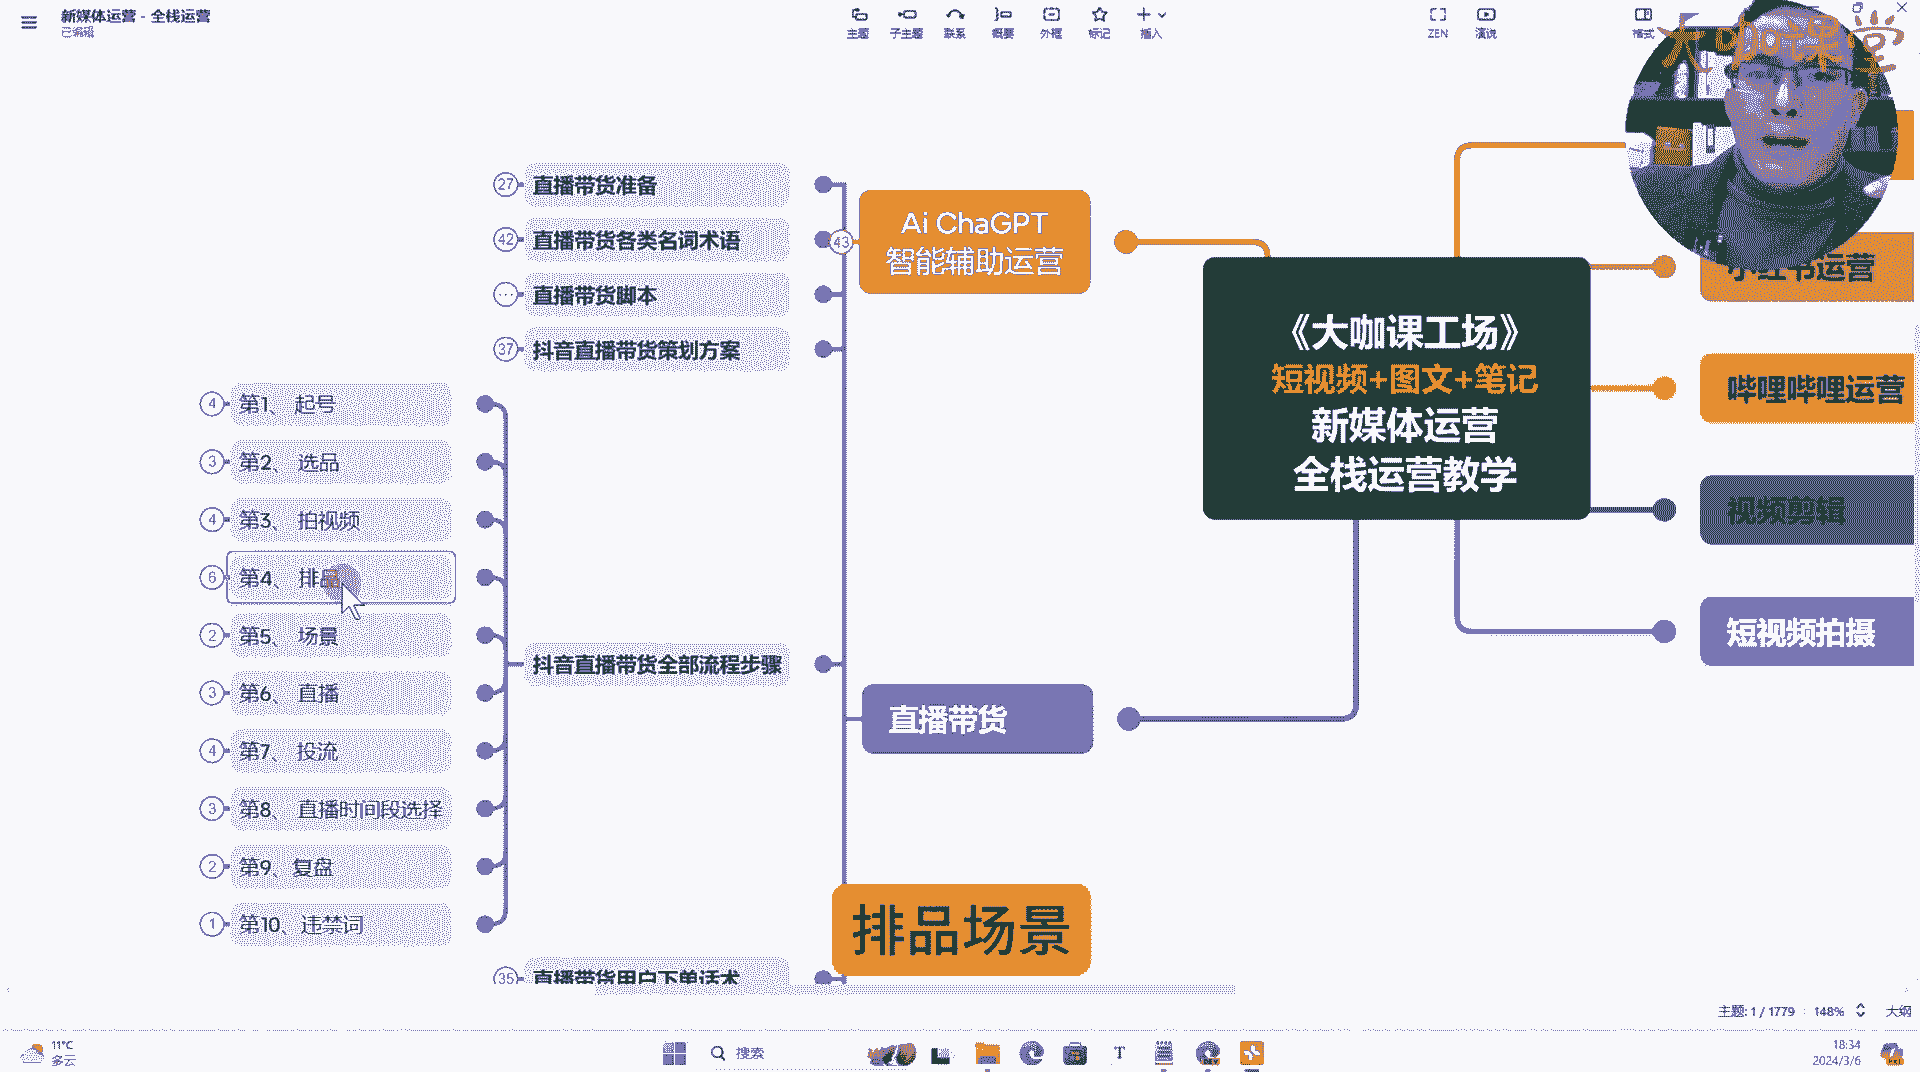 新媒体运营 - 全栈运营
已编辑
主题
子主题
联系
概要
外框
标记
插入
ZEN
演说
格式
大咖课堂
27
直播带货准备
42
直播带货各类名词术语
43
直播带货脚本
37
抖音直播带货策划方案
Ai ChaGPT
智能辅助运营
4
第1、 起号
3
第2、 选品
4
第3、 拍视频
6
第4、 排品
2
第5、 场景
3
第6、 直播
4
第7、 投流
3
第8、 直播时间段选择
2
第9、复盘
1
第10、违禁词
抖音直播带货全部流程步骤
直播带货
35
直播带货用户下单话术
《大咖课工场》
短视频+图文+笔记
新媒体运营
全栈运营教学
小红书运营
哔哩哔哩运营
视频剪辑
短视频拍摄
排品场景
主题: 1 / 1779
148%
大纲
11°C
多云
搜索
18:34
2024/3/6